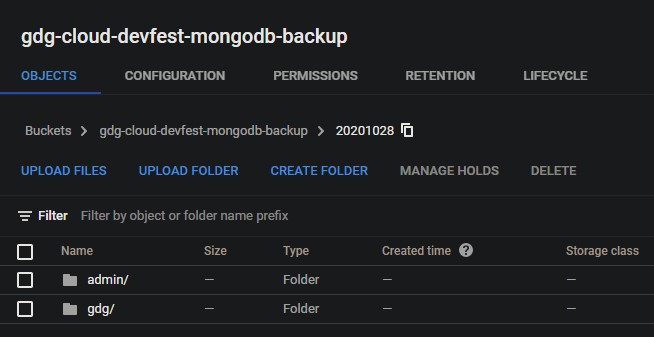 gdg-cloud-devfest-mongodb-backup
OBJECTS CONFIGURATION PERMISSIONS RETENTION LIFECYCLE
Buckets > gdg-cloud-devfest-mongodb-backup > 20201028
UPLOAD FILES UPLOAD FOLDER CREATE FOLDER MANAGE HOLDS DELETE
Filter Filter by object or folder name prefix
Name Size Type Created time ? Storage class
admin/ — Folder — —
gdg/ — Folder — —